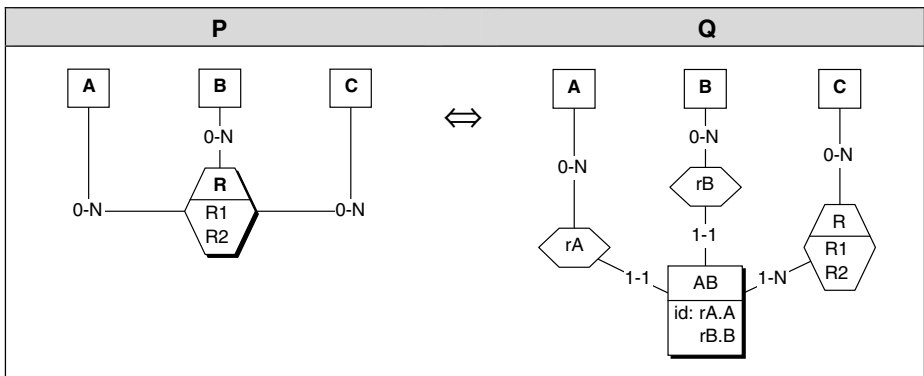 P Q
A B C
0-N
R
0-N 0-N
R1
R2
⇔
A B C
0-N 0-N 0-N
rB
R
rA
1-1
R1
R2
1-1 AB 1-N
id: rA.A
rB.B